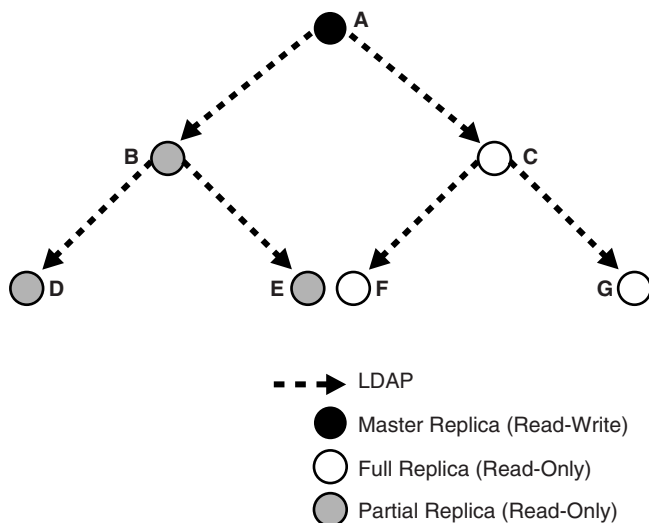 A
B
C
D
E
F
G
LDAP
Master Replica (Read-Write)
Full Replica (Read-Only)
Partial Replica (Read-Only)